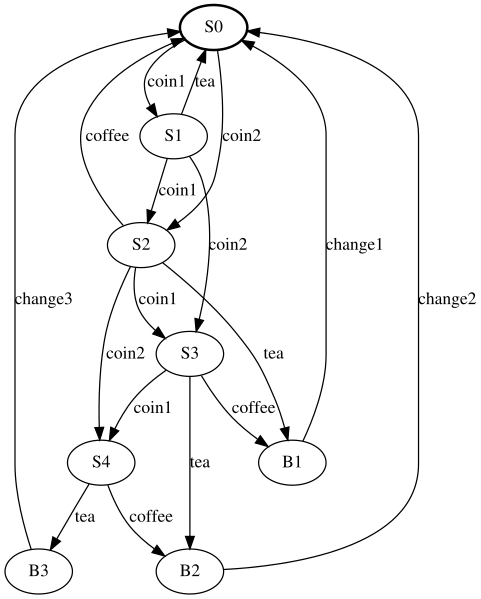 S0
coin1 tea
S1
coffee coin2
coin1
S2
coin2 change1
change3 coin1 change2
coin2 S3 tea
coin1 coffee
S4 tea B1
tea coffee
B3 B2